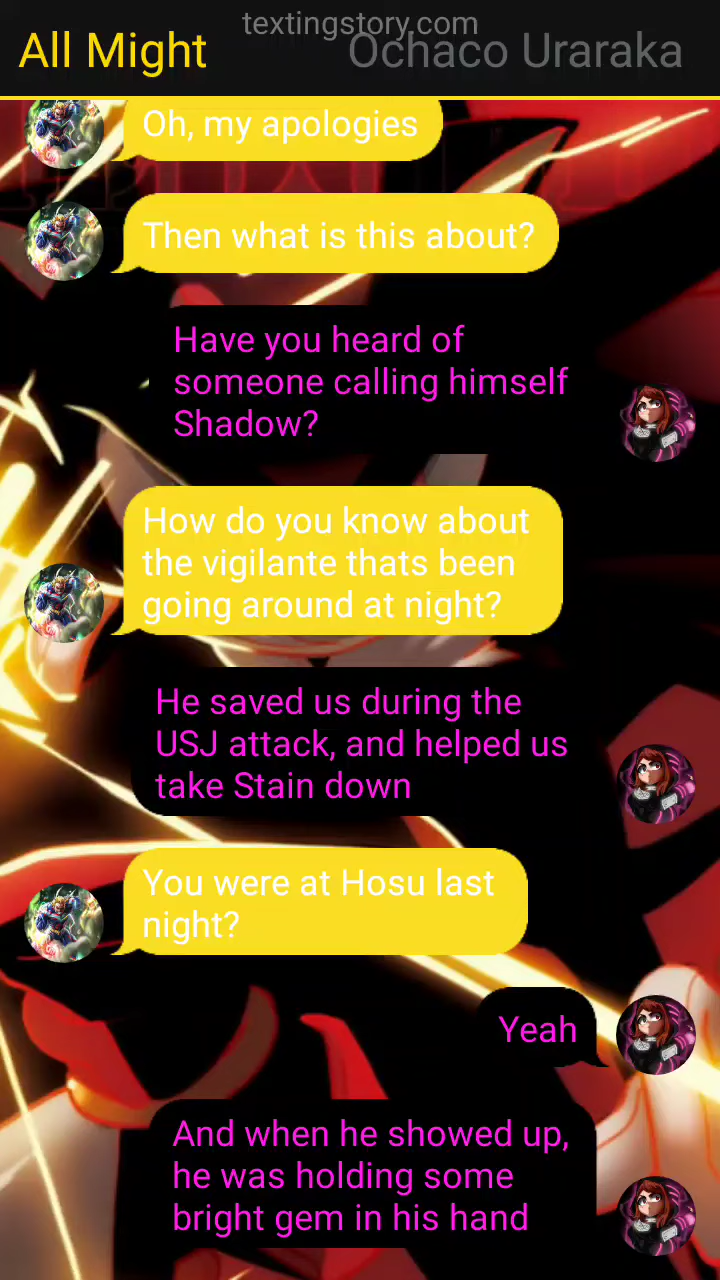 textingstory.com
All Might
Ochaco Uraraka
Oh, my apologies
Then what is this about?
Have you heard of
someone calling himself
Shadow?
How do you know about
the vigilante thats been
going around at night?
He saved us during the
USJ attack, and helped us
take Stain down
You were at Hosu last
night?
Yeah
And when he showed up,
he was holding some
bright gem in his hand